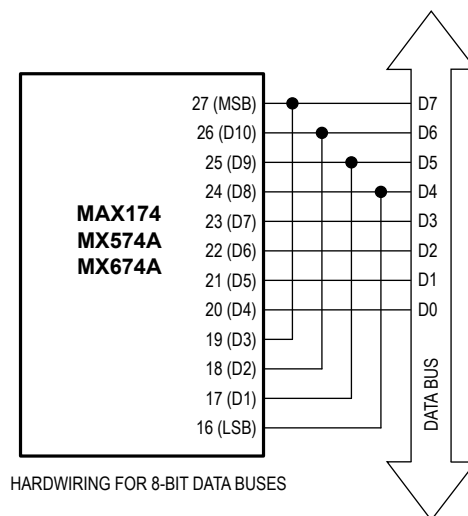 27 (MSB) D7
26 (D10) D6
25 (D9) D5
24 (D8) D4
23 (D7) D3
22 (D6) D2
21 (D5) D1
20 (D4) D0
19 (D3)
18 (D2)
17 (D1)
16 (LSB)
MAX174
MX574A
MX674A
DATA BUS
HARDWIRING FOR 8-BIT DATA BUSES